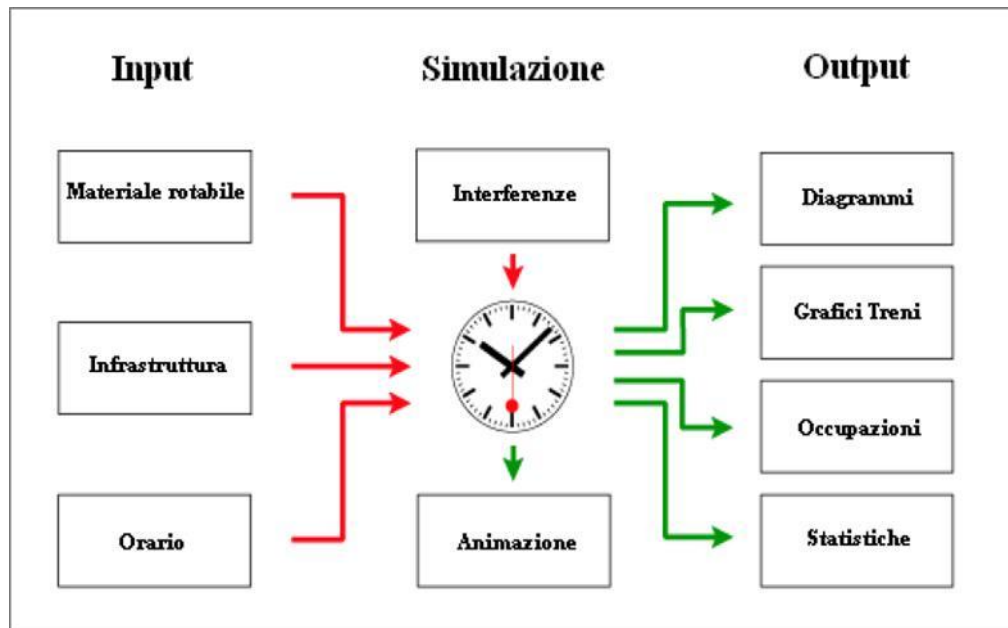 Input
Simulazione
Output
Materiale rotabile
Interferenze
Diagrammi
Infrastruttura
Grafici Treni
Occupazioni
Orario
Animazione
Statistiche